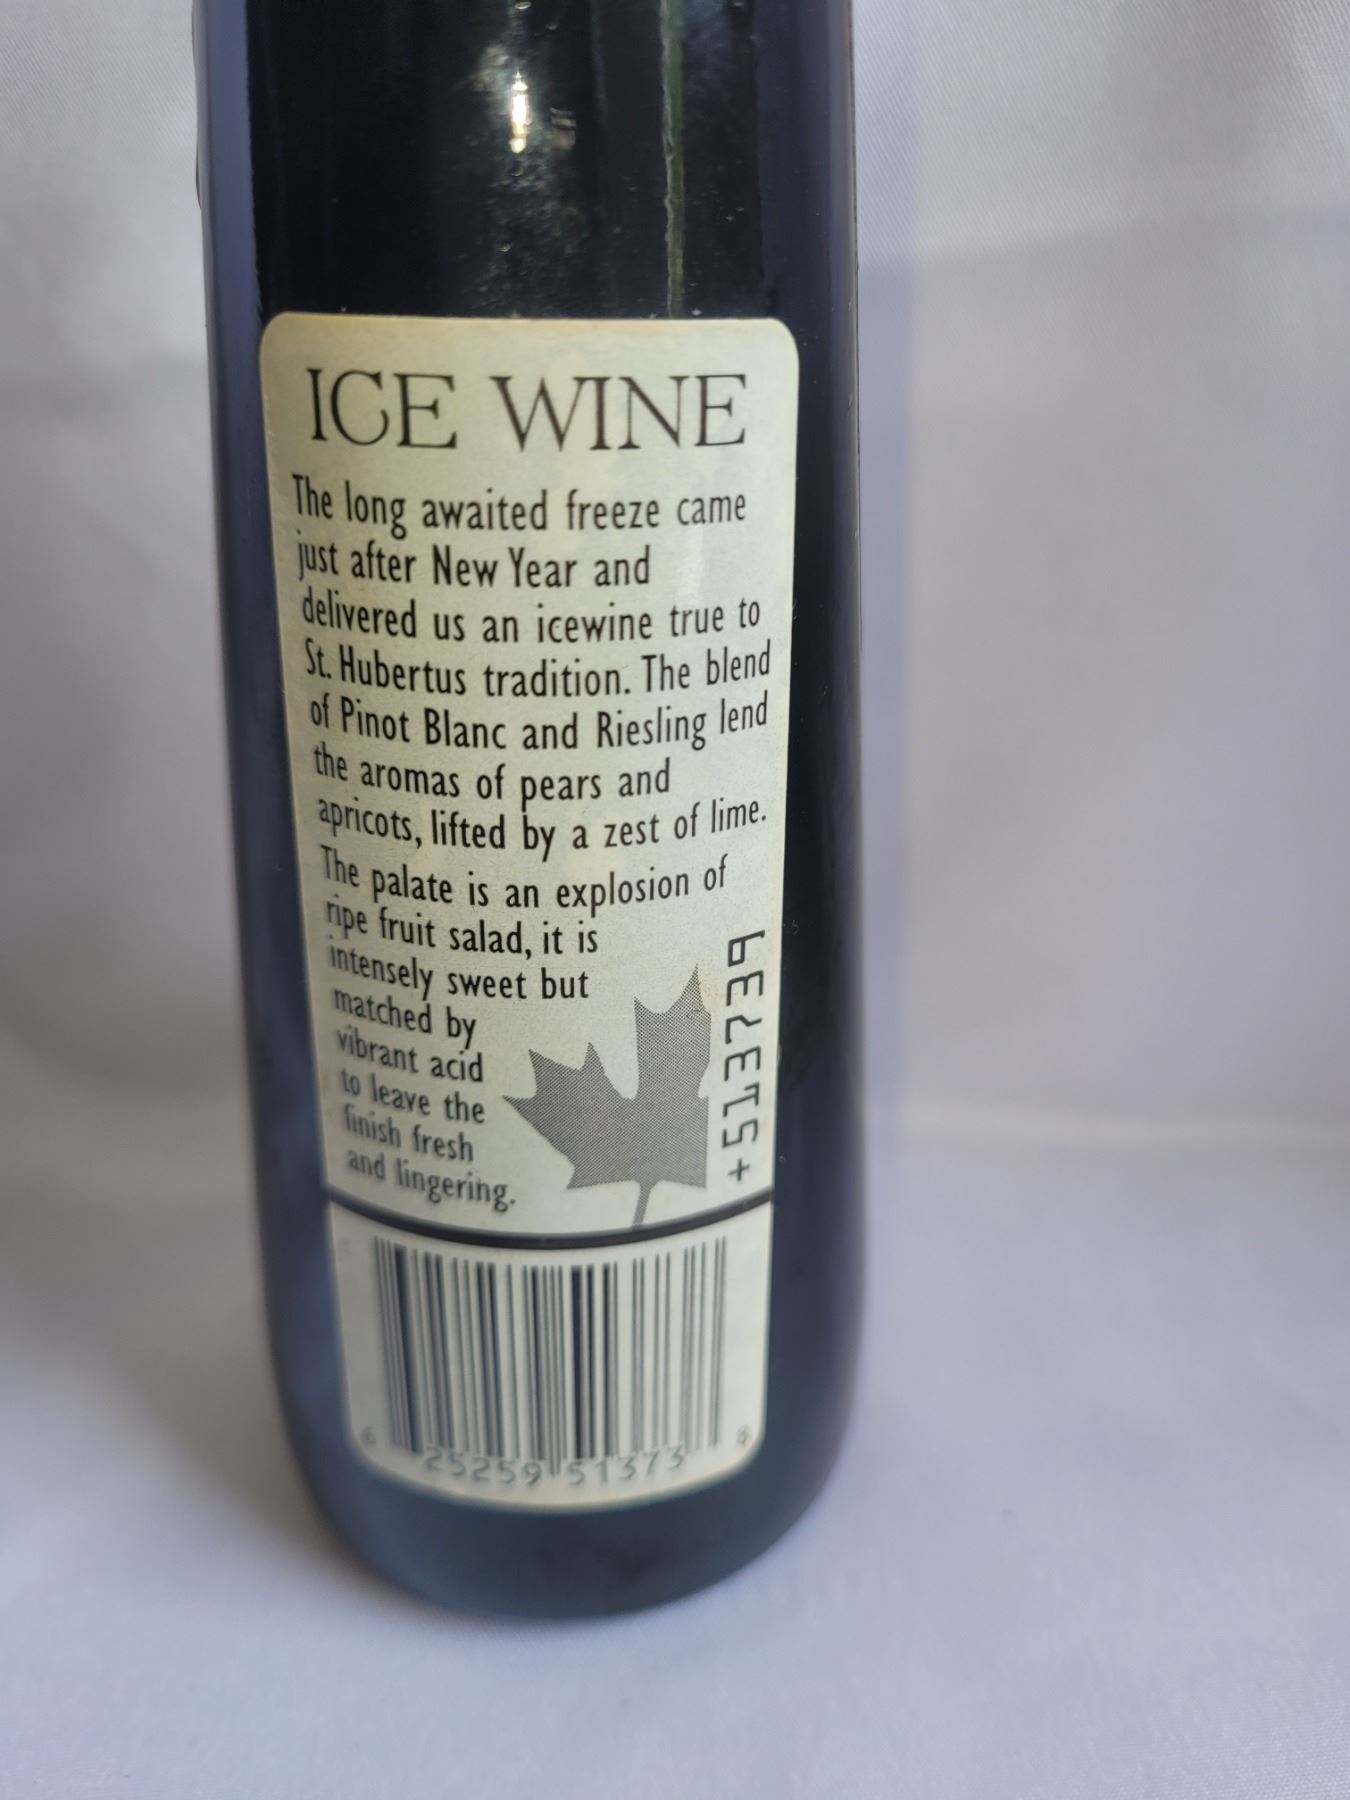 ICE WINE
The long awaited freeze came
just after New Year and
delivered us an icewine true to
St. Hubertus tradition. The blend
of Pinot Blanc and Riesling lend
the aromas of pears and
apricots, lifted by a zest of lime.
The palate is an explosion of
ripe fruit salad, it is
intensely sweet but
matched by
vibrant acid
to leave the
finish fresh
and lingering.
+513739
6 25259 51373